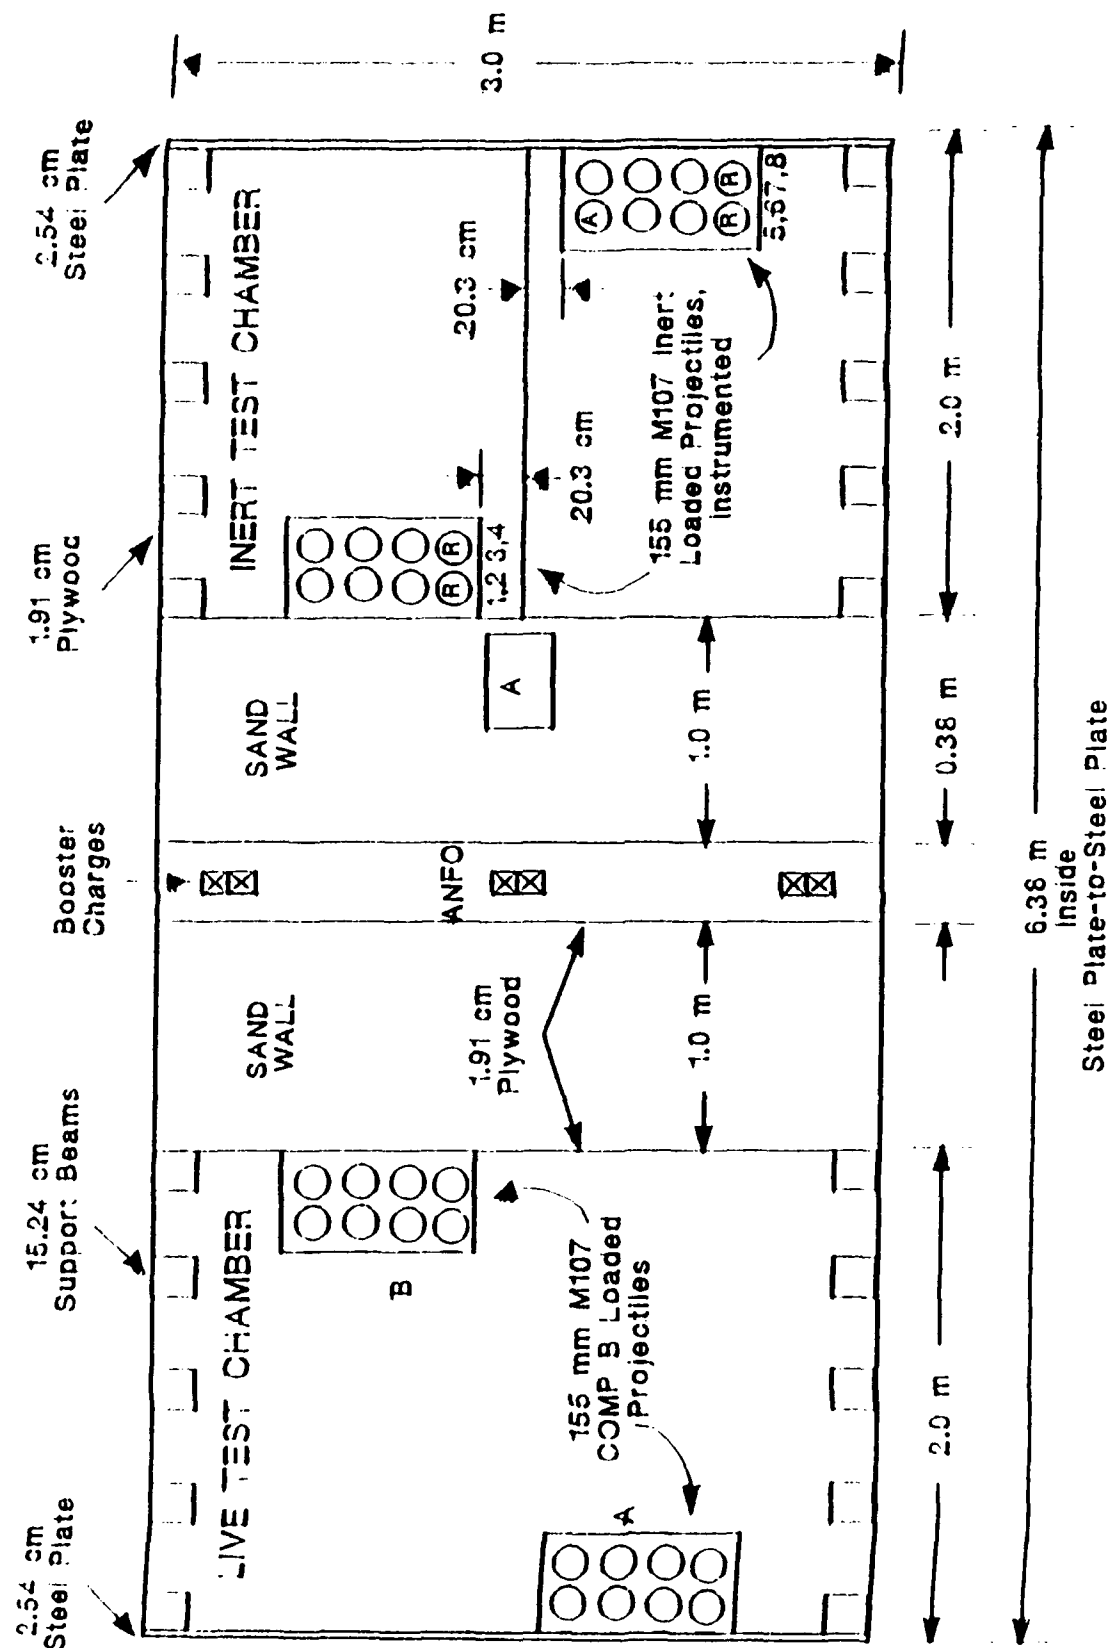 2.54 cm
Steel Plate
15.24 cm
Support Beams
Booster
Charges
1.91 cm
Plywood
2.54 cm
Steel Plate
LIVE TEST CHAMBER
SAND
WALL
SAND
WALL
INERT TEST CHAMBER
3.0 m
B
ANFO
R R
1,2 3,4
20.3 cm
20.3 cm
A
A
1.91 cm
Plywood
155 mm M107
COMP B Loaded
Projectiles
A
155 mm M107 Inert
Loaded Projectiles,
Instrumented
R R
5,67,8
1.0 m
1.0 m
2.0 m
0.38 m
2.0 m
6.38 m
Inside
Steel Plate-to-Steel Plate